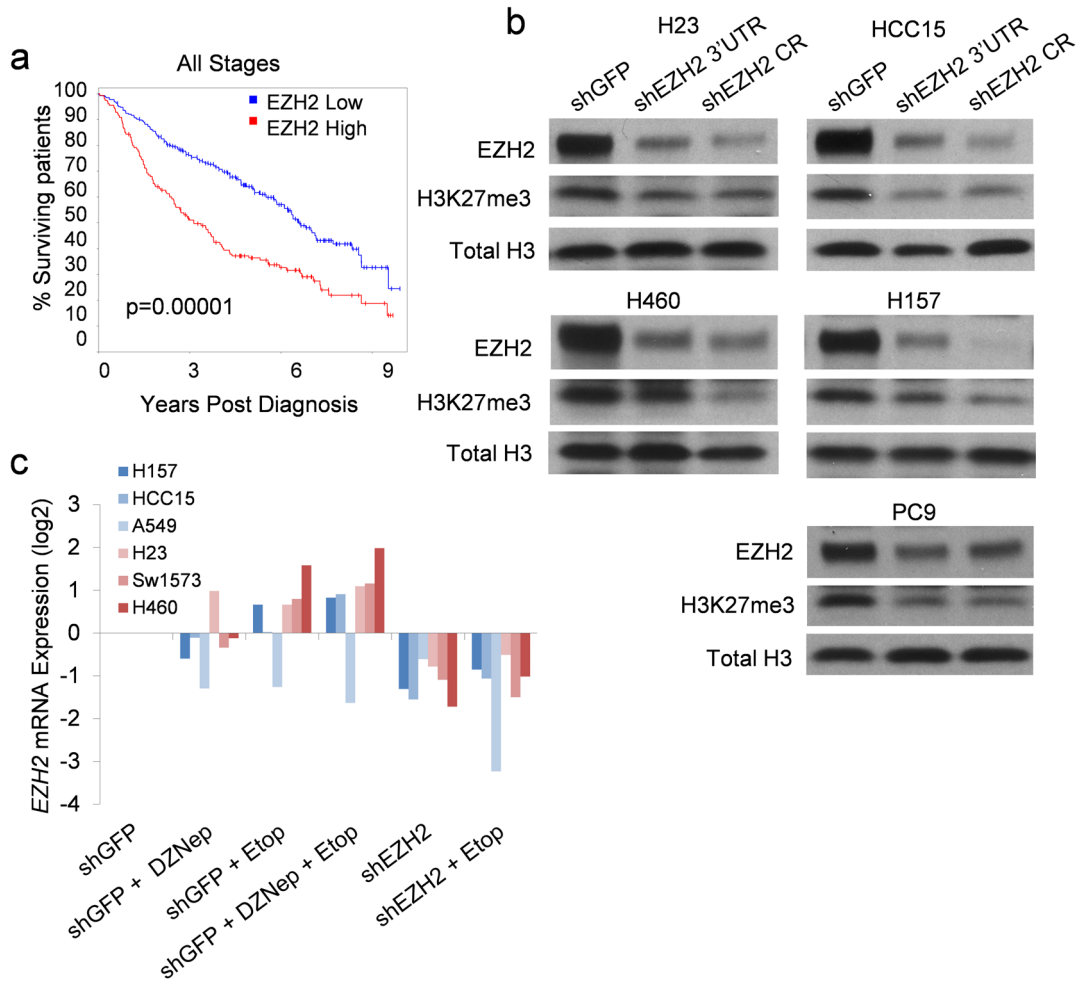 a
All Stages
EZH2 Low
EZH2 High
100
90
80
70
60
50
40
30
20
10
0
% Surviving patients
p=0.00001
0 3 6 9
Years Post Diagnosis
b
H23
shGFP
shEZH2 3'UTR
shEZH2 CR
EZH2
H3K27me3
Total H3
HCC15
shGFP
shEZH2 3'UTR
shEZH2 CR
H460
EZH2
H3K27me3
Total H3
H157
PC9
EZH2
H3K27me3
Total H3
c
H157
HCC15
A549
H23
Sw1573
H460
EZH2 mRNA Expression (log2)
3
2
1
0
-1
-2
-3
-4
shGFP
shGFP + DZNep
shGFP + Etop
shGFP + DZNep + Etop
shEZH2
shEZH2 + Etop